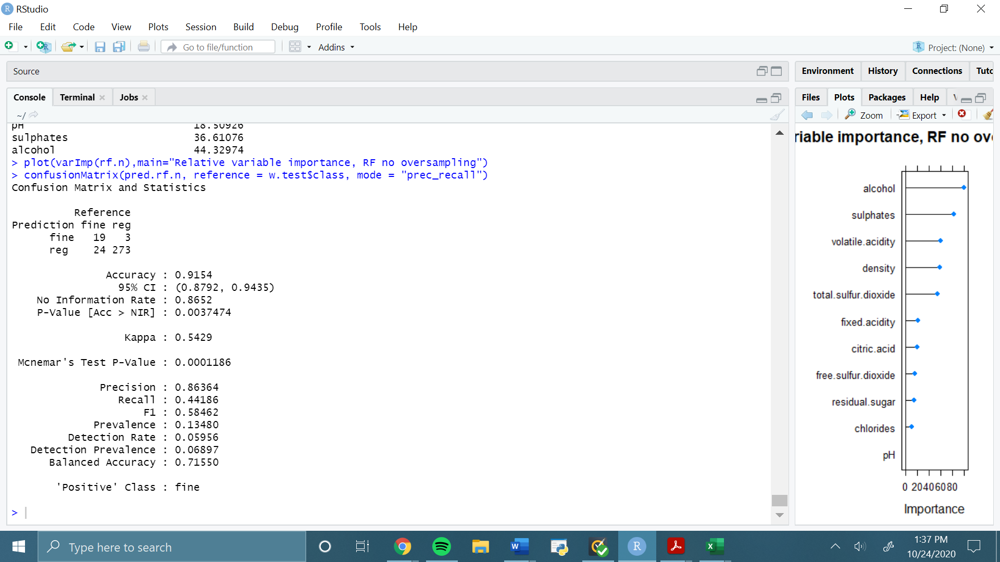 RStudio
File Edit Code View Plots Session Build Debug Profile Tools Help
Go to file/function Addins Project: (None)
Source
Console Terminal Jobs
~/
pH 18.50926
sulphates 36.61076
alcohol 44.32974
> plot(varImp(rf.n),main="Relative variable importance, RF no oversampling")
> confusionMatrix(pred.rf.n, reference = w.test$class, mode = "prec_recall")
Confusion Matrix and Statistics
Reference
Prediction fine reg
fine 19 3
reg 24 273
Accuracy : 0.9154
95% CI : (0.8792, 0.9435)
No Information Rate : 0.8652
P-Value [Acc > NIR] : 0.0037474
Kappa : 0.5429
Mcnemar's Test P-Value : 0.0001186
Precision : 0.86364
Recall : 0.44186
F1 : 0.58462
Prevalence : 0.13480
Detection Rate : 0.05956
Detection Prevalence : 0.06897
Balanced Accuracy : 0.71550
'Positive' Class : fine
>
Environment History Connections Tuto
Files Plots Packages Help V
Zoom Export
riable importance, RF no ov
alcohol
sulphates
volatile.acidity
density
total.sulfur.dioxide
fixed.acidity
citric.acid
free.sulfur.dioxide
residual.sugar
chlorides
pH
0 20406080
Importance
Type here to search
1:37 PM
10/24/2020